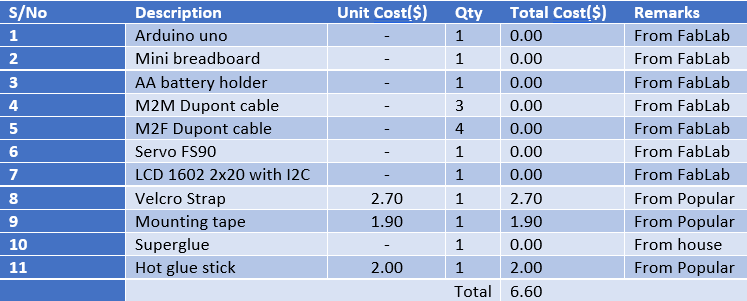 S/No Description Unit Cost($) Qty Total Cost($) Remarks
1 Arduino uno - 1 0.00 From FabLab
2 Mini breadboard - 1 0.00 From FabLab
3 AA battery holder - 1 0.00 From FabLab
4 M2M Dupont cable - 3 0.00 From FabLab
5 M2F Dupont cable - 4 0.00 From FabLab
6 Servo FS90 - 1 0.00 From FabLab
7 LCD 1602 2x20 with I2C - 1 0.00 From FabLab
8 Velcro Strap 2.70 1 2.70 From Popular
9 Mounting tape 1.90 1 1.90 From Popular
10 Superglue - 1 0.00 From house
11 Hot glue stick 2.00 1 2.00 From Popular
Total 6.60